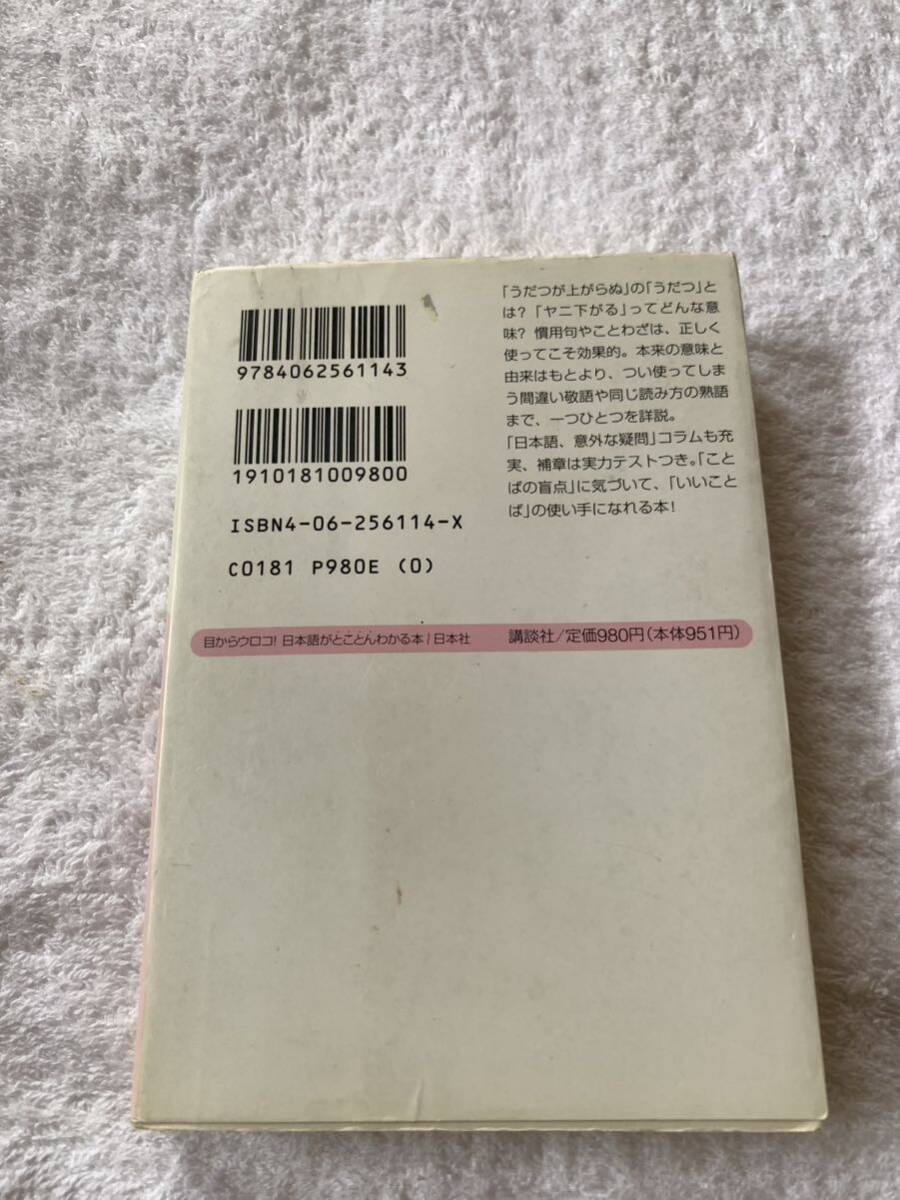 9784062561143
1910181009800
ISBN4-06-256114-X
C0181 P980E (0)
「うだつが上がらぬ」の「うだつ」と
は?「ヤニ下がる」ってどんな意
味? 慣用句やことわざは、正しく
使ってこそ効果的。本来の意味と
由来はもとより、つい使ってしま
う間違い敬語や同じ読み方の熟語
まで、一つひとつを詳説。
「日本語、意外な疑問」コラムも充
実、補章は実力テストつき。「こと
ばの盲点」に気づいて、「いいこと
ば」の使い手になれる本!
目からウロコ! 日本語がとことんわかる本/日本社
講談社/定価980円(本体951円)